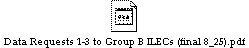 Data Requests 1-3 to Group B ILECs (final 8_25).pdf